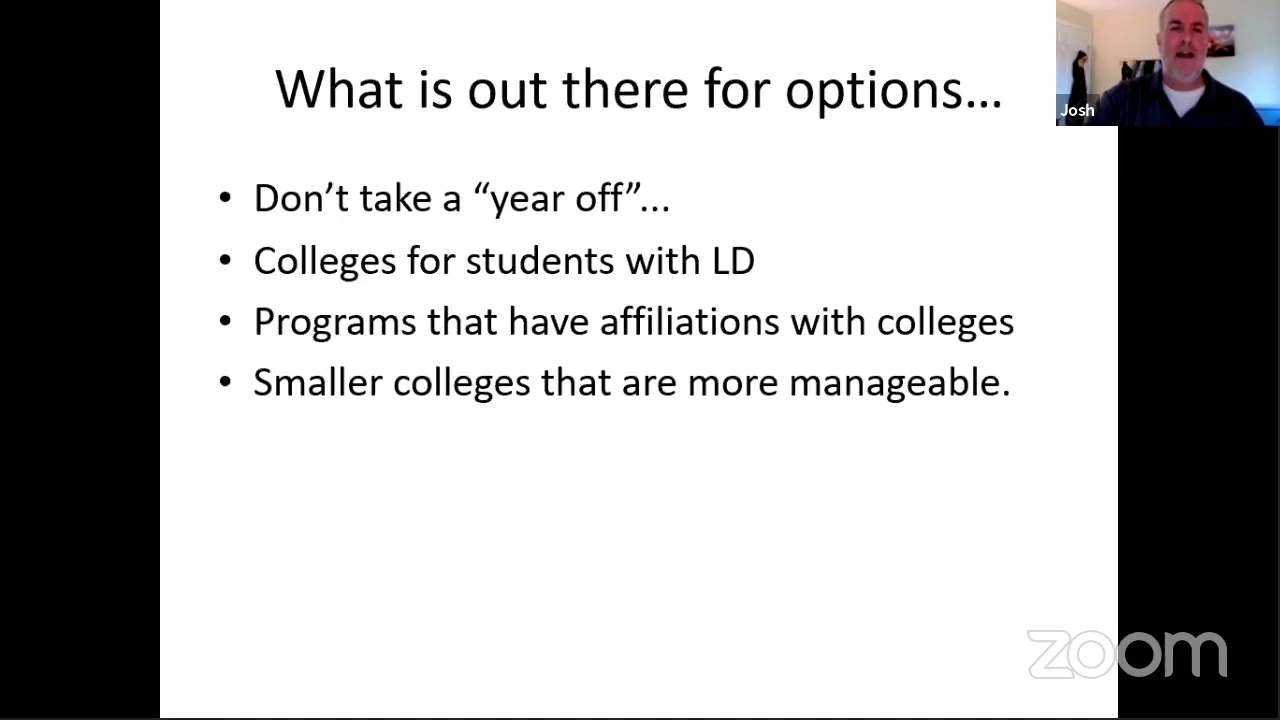 What is out there for options…
Josh
• Don’t take a “year off”...
• Colleges for students with LD
• Programs that have affiliations with colleges
• Smaller colleges that are more manageable.
zoom